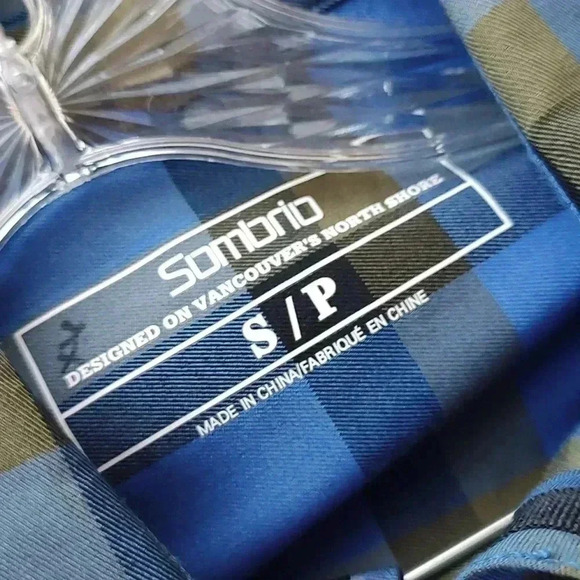 Sombrio
DESIGNED ON VANCOUVER'S NORTH SHORE
S/P
MADE IN CHINA/FABRIQUÉ EN CHINE